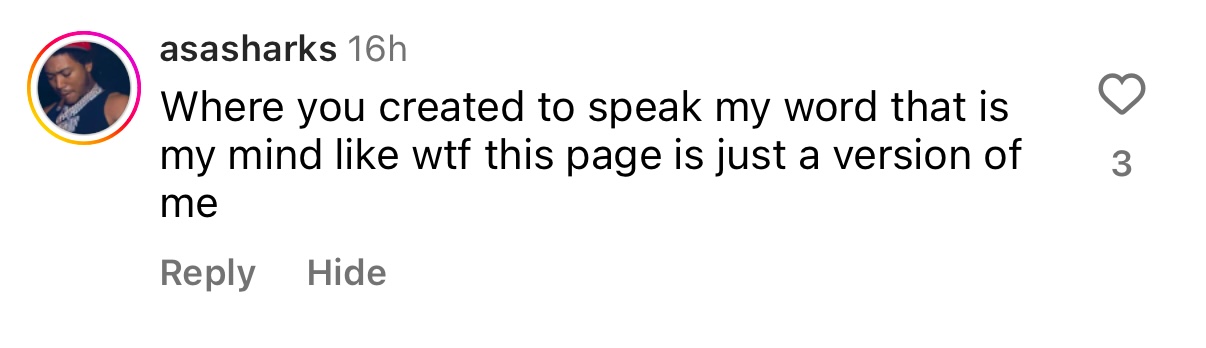 asasharks 16h
Where you created to speak my word that is
my mind like wtf this page is just a version of
me
3
Reply Hide